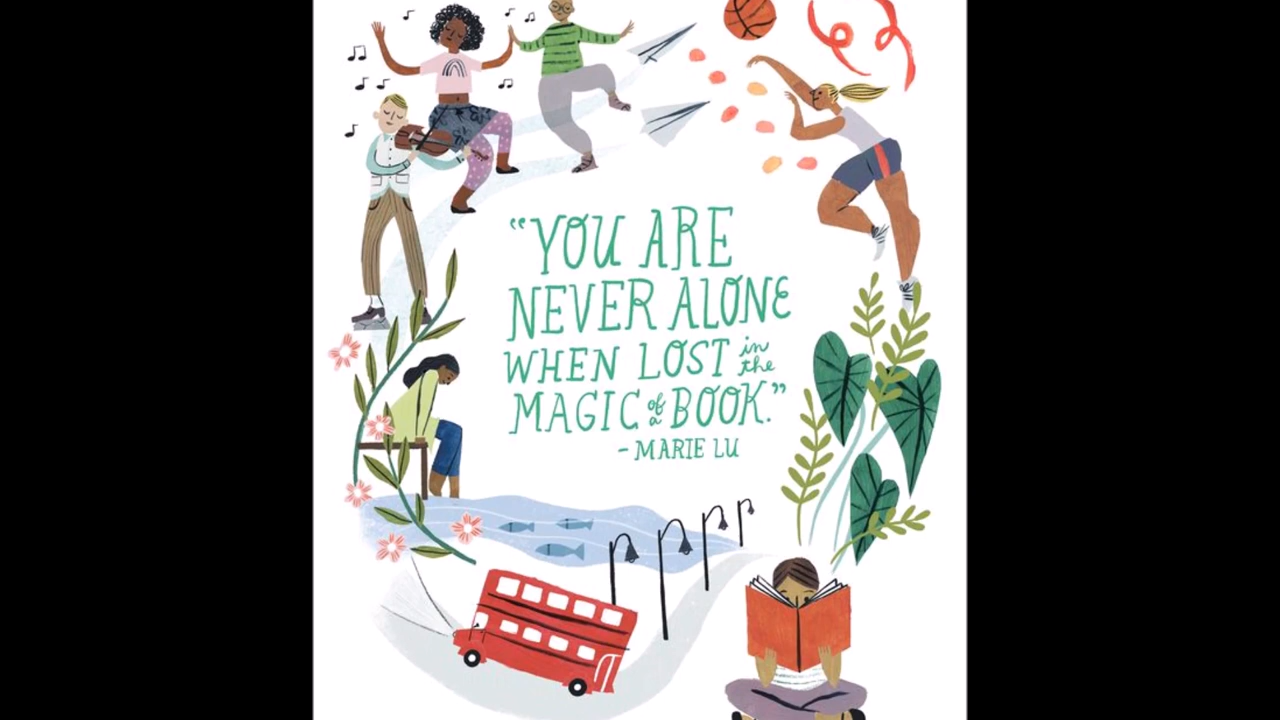 “YOU ARE
NEVER ALONE
WHEN LOST in the
MAGIC of a BOOK.”
- MARIE LU